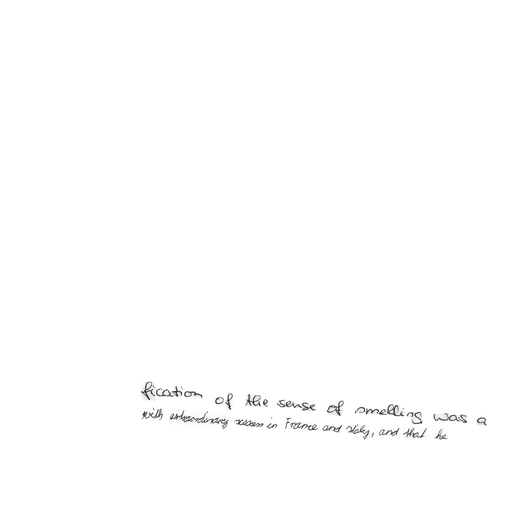 fication of the sense of smelling was a
with extraordinary success in France and Italy, and that he